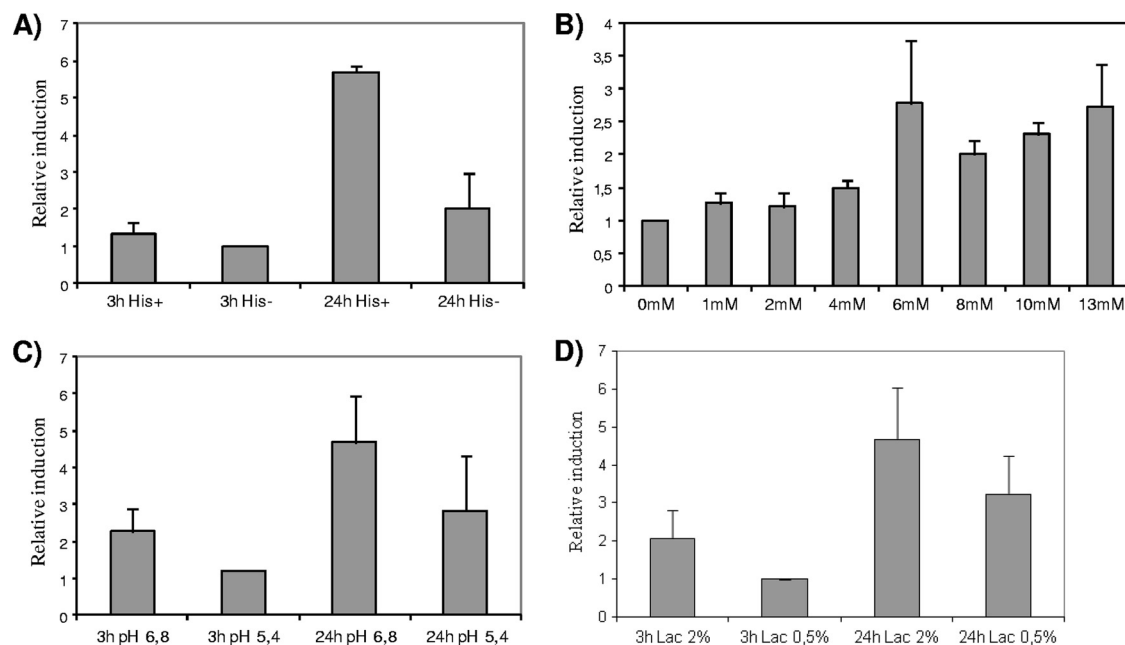 A)
Relative induction
7
6
5
4
3
2
1
0
3h His+ 3h His- 24h His+ 24h His-
B)
Relative induction
4
3,5
3
2,5
2
1,5
1
0,5
0
0mM 1mM 2mM 4mM 6mM 8mM 10mM 13mM
C)
Relative induction
7
6
5
4
3
2
1
0
3h pH 6,8 3h pH 5,4 24h pH 6,8 24h pH 5,4
D)
Relative induction
7
6
5
4
3
2
1
0
3h Lac 2% 3h Lac 0,5% 24h Lac 2% 24h Lac 0,5%